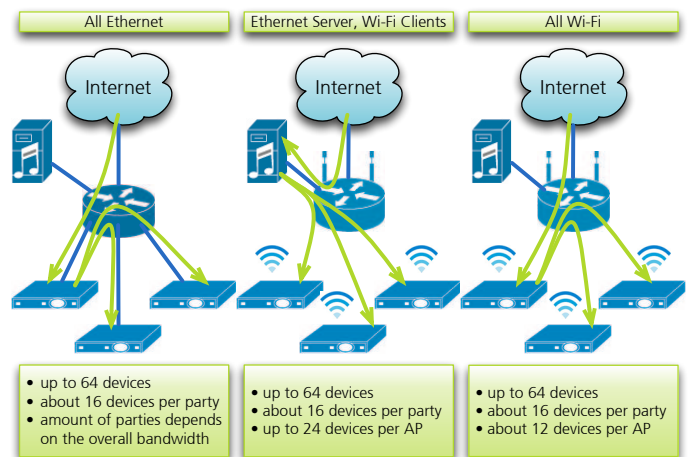 All Ethernet
Ethernet Server, Wi-Fi Clients
All Wi-Fi
Internet
Internet
Internet
• up to 64 devices
• about 16 devices per party
• amount of parties depends
on the overall bandwidth
• up to 64 devices
• about 16 devices per party
• up to 24 devices per AP
• up to 64 devices
• about 16 devices per party
• about 12 devices per AP